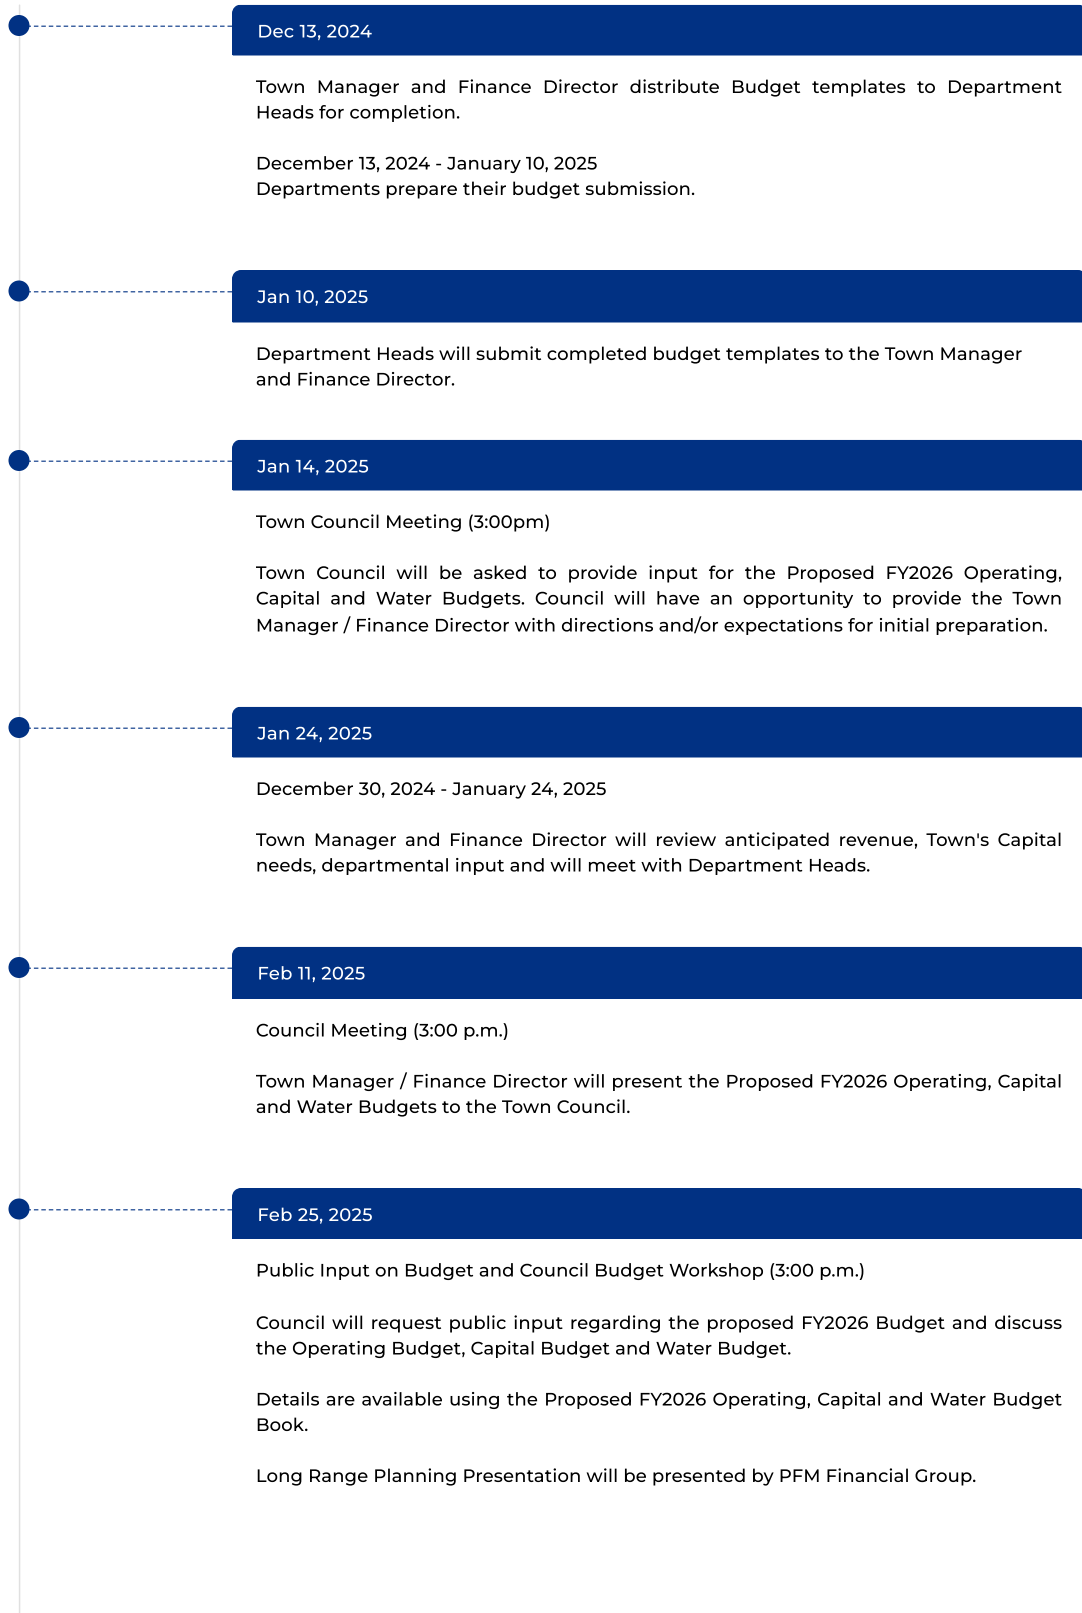 Dec 13, 2024
Town Manager and Finance Director distribute Budget templates to Department
Heads for completion.
December 13, 2024 - January 10, 2025
Departments prepare their budget submission.
Jan 10, 2025
Department Heads will submit completed budget templates to the Town Manager
and Finance Director.
Jan 14, 2025
Town Council Meeting (3:00pm)
Town Council will be asked to provide input for the Proposed FY2026 Operating,
Capital and Water Budgets. Council will have an opportunity to provide the Town
Manager / Finance Director with directions and/or expectations for initial preparation.
Jan 24, 2025
December 30, 2024 - January 24, 2025
Town Manager and Finance Director will review anticipated revenue, Town's Capital
needs, departmental input and will meet with Department Heads.
Feb 11, 2025
Council Meeting (3:00 p.m.)
Town Manager / Finance Director will present the Proposed FY2026 Operating, Capital
and Water Budgets to the Town Council.
Feb 25, 2025
Public Input on Budget and Council Budget Workshop (3:00 p.m.)
Council will request public input regarding the proposed FY2026 Budget and discuss
the Operating Budget, Capital Budget and Water Budget.
Details are available using the Proposed FY2026 Operating, Capital and Water Budget
Book.
Long Range Planning Presentation will be presented by PFM Financial Group.